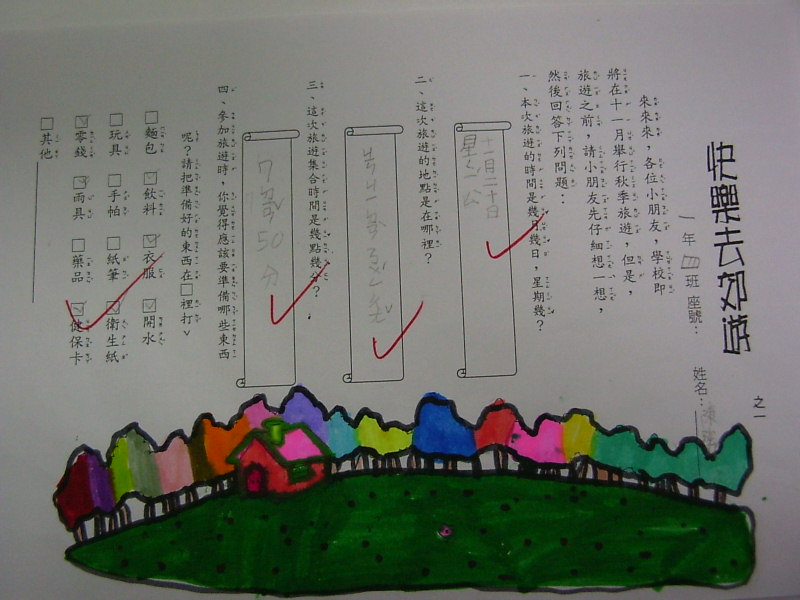 快樂去郊遊 之一
一年四班 座號： 姓名：
來來來，各位小朋友，學校即
將在十一月舉行秋季旅遊，但是，
旅遊之前，請小朋友先仔細想一想，
然後回答下列問題：
一、本次旅遊的時間是幾月幾日，星期幾？
十一月二十日
二、這次旅遊的地點是在哪裡？
三、這次旅遊集合時間是幾點幾分？
50分
四、參加旅遊時，你覺得應該要準備哪些東西
呢？請把準備好的東西在□裡打ˇ
□麵包 ☑飲料 ☑衣服 ☑開水
□玩具 □手帕 □紙筆 ☑衛生紙
☑零錢 ☑雨具 □藥品 ☑健保卡
□其他